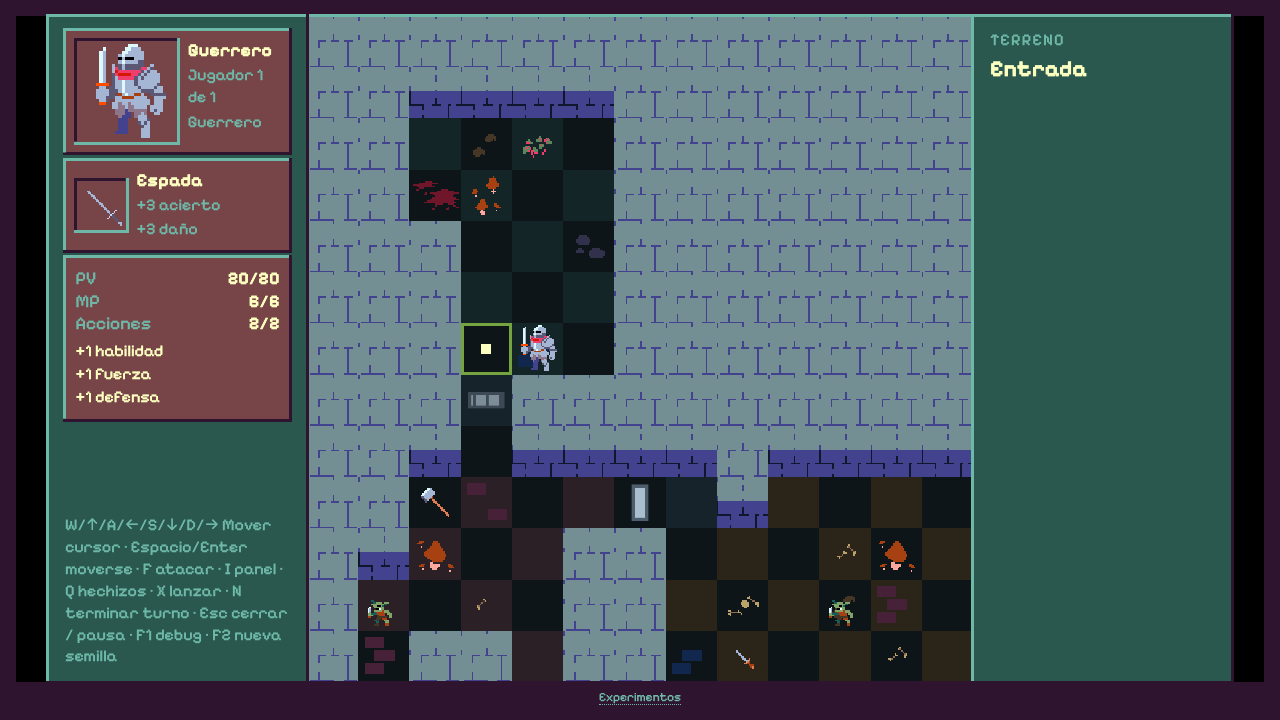 Guerrero
Jugador 1
de 1
Guerrero
Espada
+3 acierto
+3 daño
PV 80/80
MP 6/6
Acciones 8/8
+1 habilidad
+1 fuerza
+1 defensa
W/↑/A/←/S/↓/D/→ Mover
cursor · Espacio/Enter
moverse · F atacar · I panel ·
Q hechizos · X lanzar · N
terminar turno · Esc cerrar
/ pausa · F1 debug · F2 nueva
semilla
TERRENO
Entrada
Experimentos